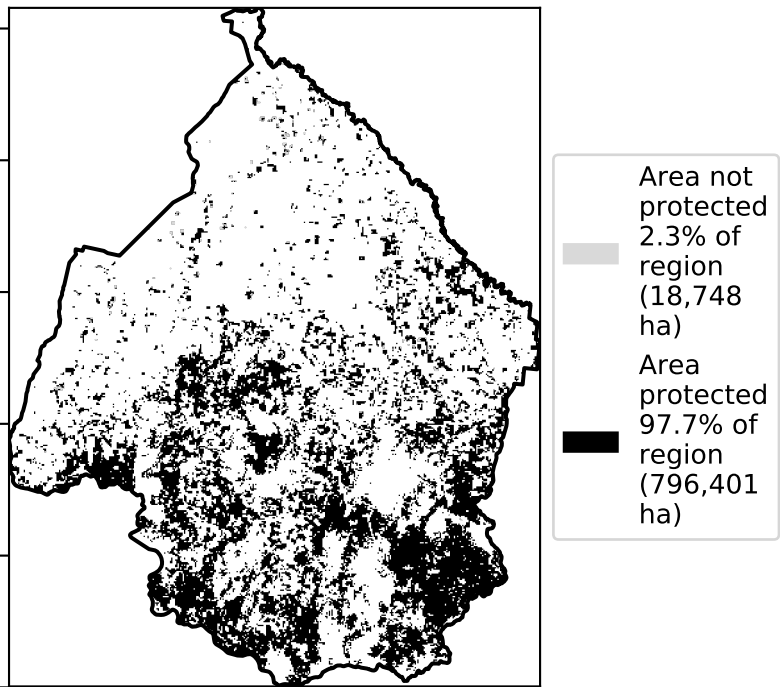 Area not
protected
2.3% of
region
(18,748
ha)
Area
protected
97.7% of
region
(796,401
ha)